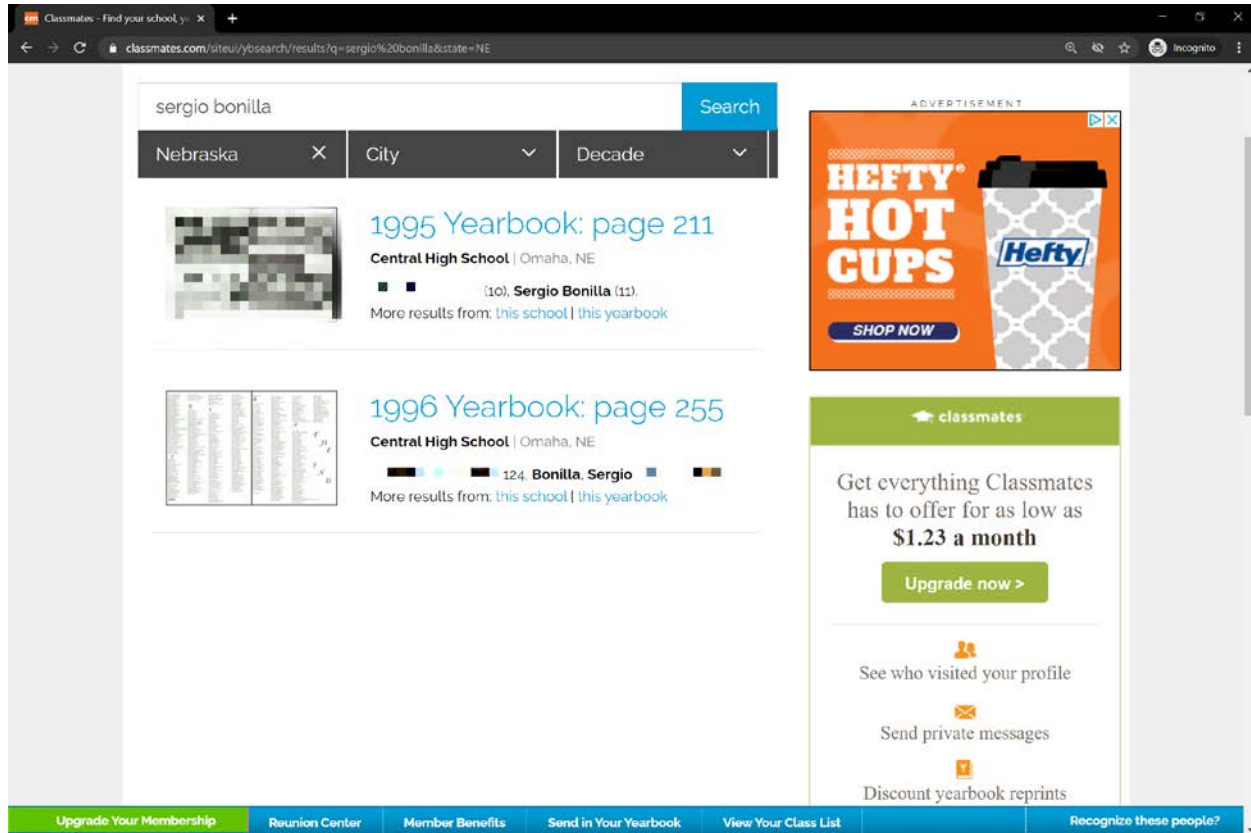 cm Classmates - Find your school, y
classmates.com/siteui/ybsearch/results?q=sergio%20bonilla&state=NE
Incognito
sergio bonilla
Search
Nebraska
City
Decade
1995 Yearbook: page 211
Central High School | Omaha, NE
(10), Sergio Bonilla (11),
More results from: this school | this yearbook
1996 Yearbook: page 255
Central High School | Omaha, NE
124, Bonilla, Sergio
More results from: this school | this yearbook
ADVERTISEMENT
HEFTY®
HOT
CUPS
SHOP NOW
Hefty
classmates
Get everything Classmates
has to offer for as low as
$1.23 a month
Upgrade now >
See who visited your profile
Send private messages
Discount yearbook reprints
Upgrade Your Membership
Reunion Center
Member Benefits
Send in Your Yearbook
View Your Class List
Recognize these people?